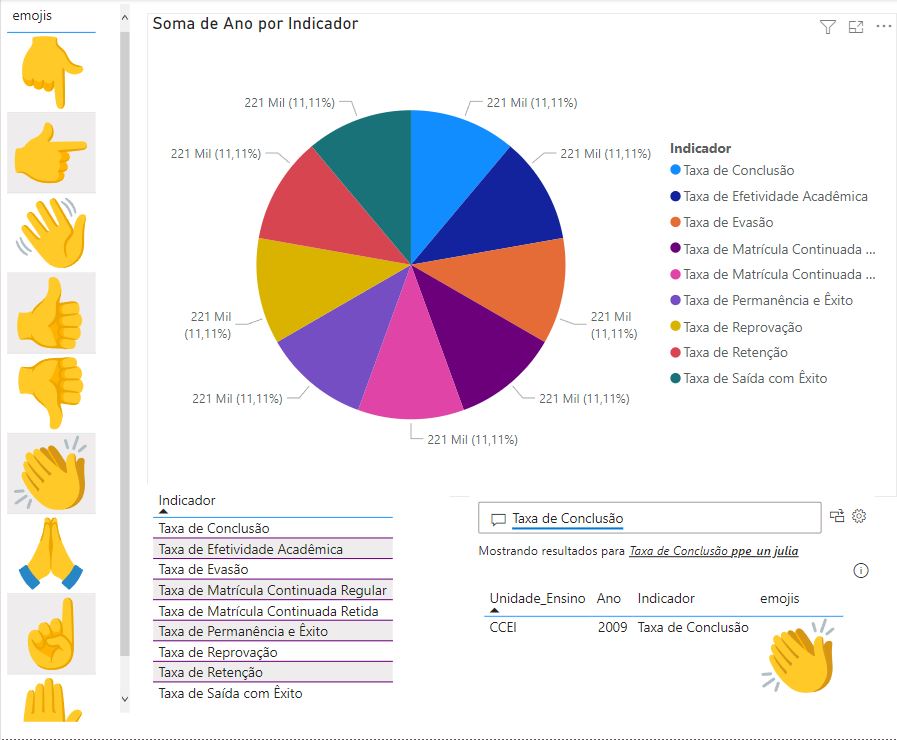 emojis
Soma de Ano por Indicador
221 Mil (11,11%)
221 Mil (11,11%)
221 Mil (11,11%)
221 Mil (11,11%)
221 Mil
(11,11%)
221 Mil
(11,11%)
221 Mil (11,11%)
221 Mil (11,11%)
221 Mil (11,11%)
Indicador
Taxa de Conclusão
Taxa de Efetividade Acadêmica
Taxa de Evasão
Taxa de Matrícula Continuada ...
Taxa de Matrícula Continuada ...
Taxa de Permanência e Êxito
Taxa de Reprovação
Taxa de Retenção
Taxa de Saída com Êxito
Indicador
Taxa de Conclusão
Taxa de Efetividade Acadêmica
Taxa de Evasão
Taxa de Matrícula Continuada Regular
Taxa de Matrícula Continuada Retida
Taxa de Permanência e Êxito
Taxa de Reprovação
Taxa de Retenção
Taxa de Saída com Êxito
Taxa de Conclusão
Mostrando resultados para Taxa de Conclusão ppe un julia
Unidade_Ensino Ano Indicador emojis
CCEI 2009 Taxa de Conclusão